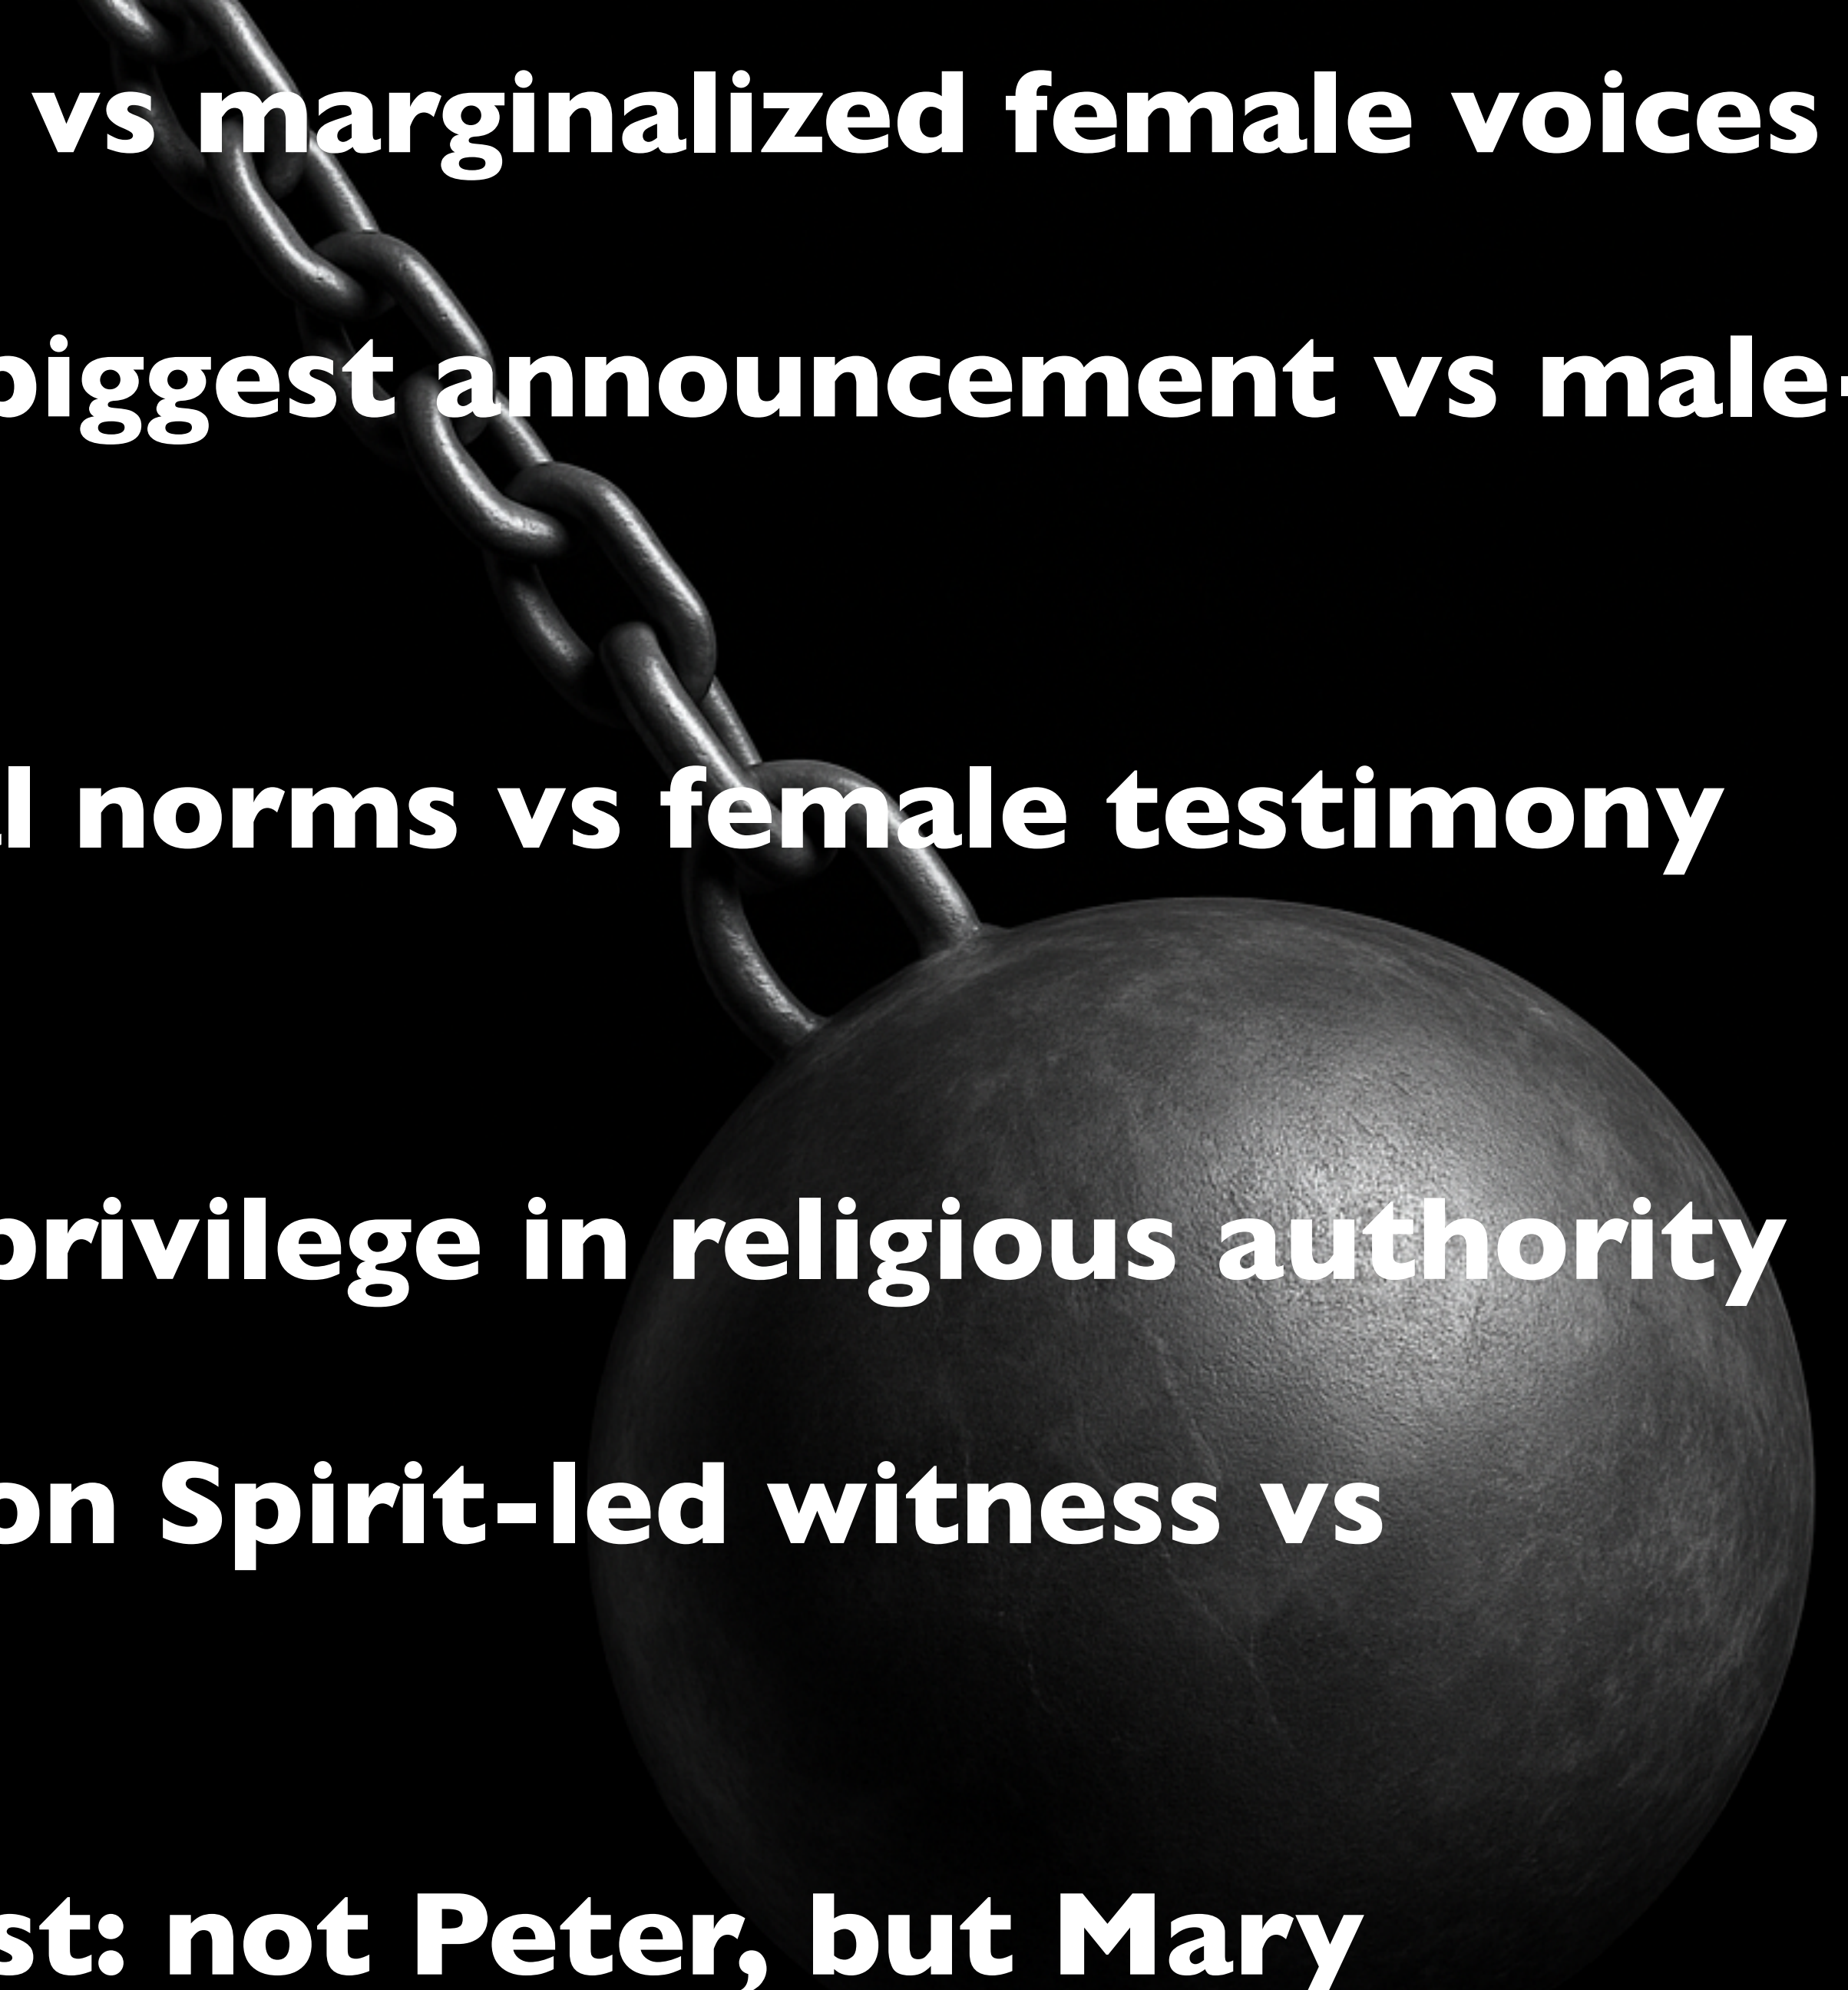 vs marginalized female voices
biggest announcement vs male-
norms vs female testimony
privilege in religious authority
on Spirit-led witness vs
st: not Peter, but Mary